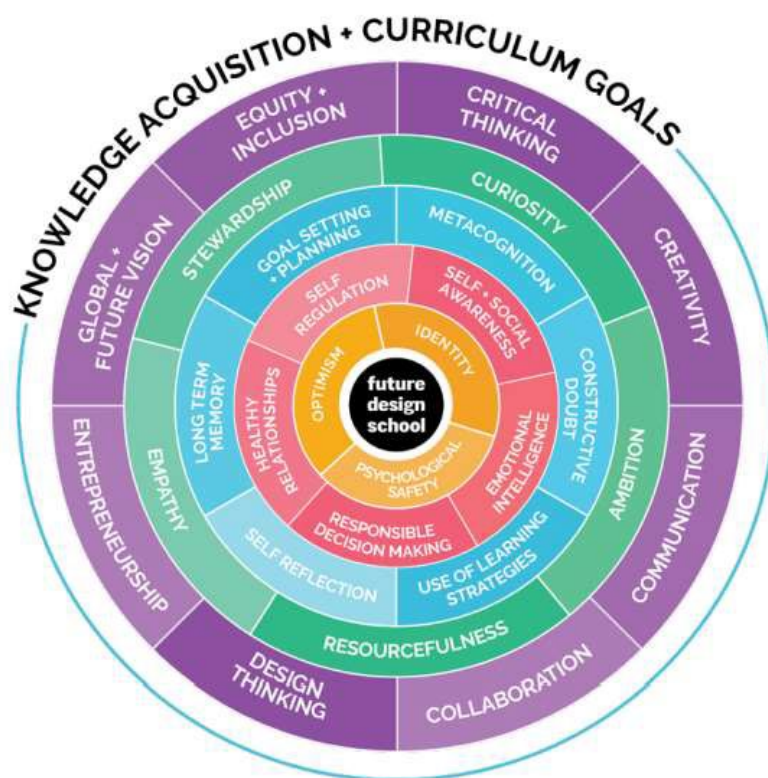 KNOWLEDGE ACQUISITION + CURRICULUM GOALS
EQUITY +
INCLUSION
CRITICAL
THINKING
CREATIVITY
COMMUNICATION
COLLABORATION
DESIGN
THINKING
ENTREPRENEURSHIP
GLOBAL +
FUTURE VISION
STEWARDSHIP
CURIOSITY
AMBITION
RESOURCEFULNESS
EMPATHY
GOAL SETTING
+ PLANNING
METACOGNITION
CONSTRUCTIVE
DOUBT
USE OF LEARNING
STRATEGIES
SELF REFLECTION
LONG TERM
MEMORY
SELF
REGULATION
SELF + SOCIAL
AWARENESS
EMOTIONAL
INTELLIGENCE
RESPONSIBLE
DECISION MAKING
HEALTHY
RELATIONSHIPS
OPTIMISM
IDENTITY
PSYCHOLOGICAL
SAFETY
future
design
school